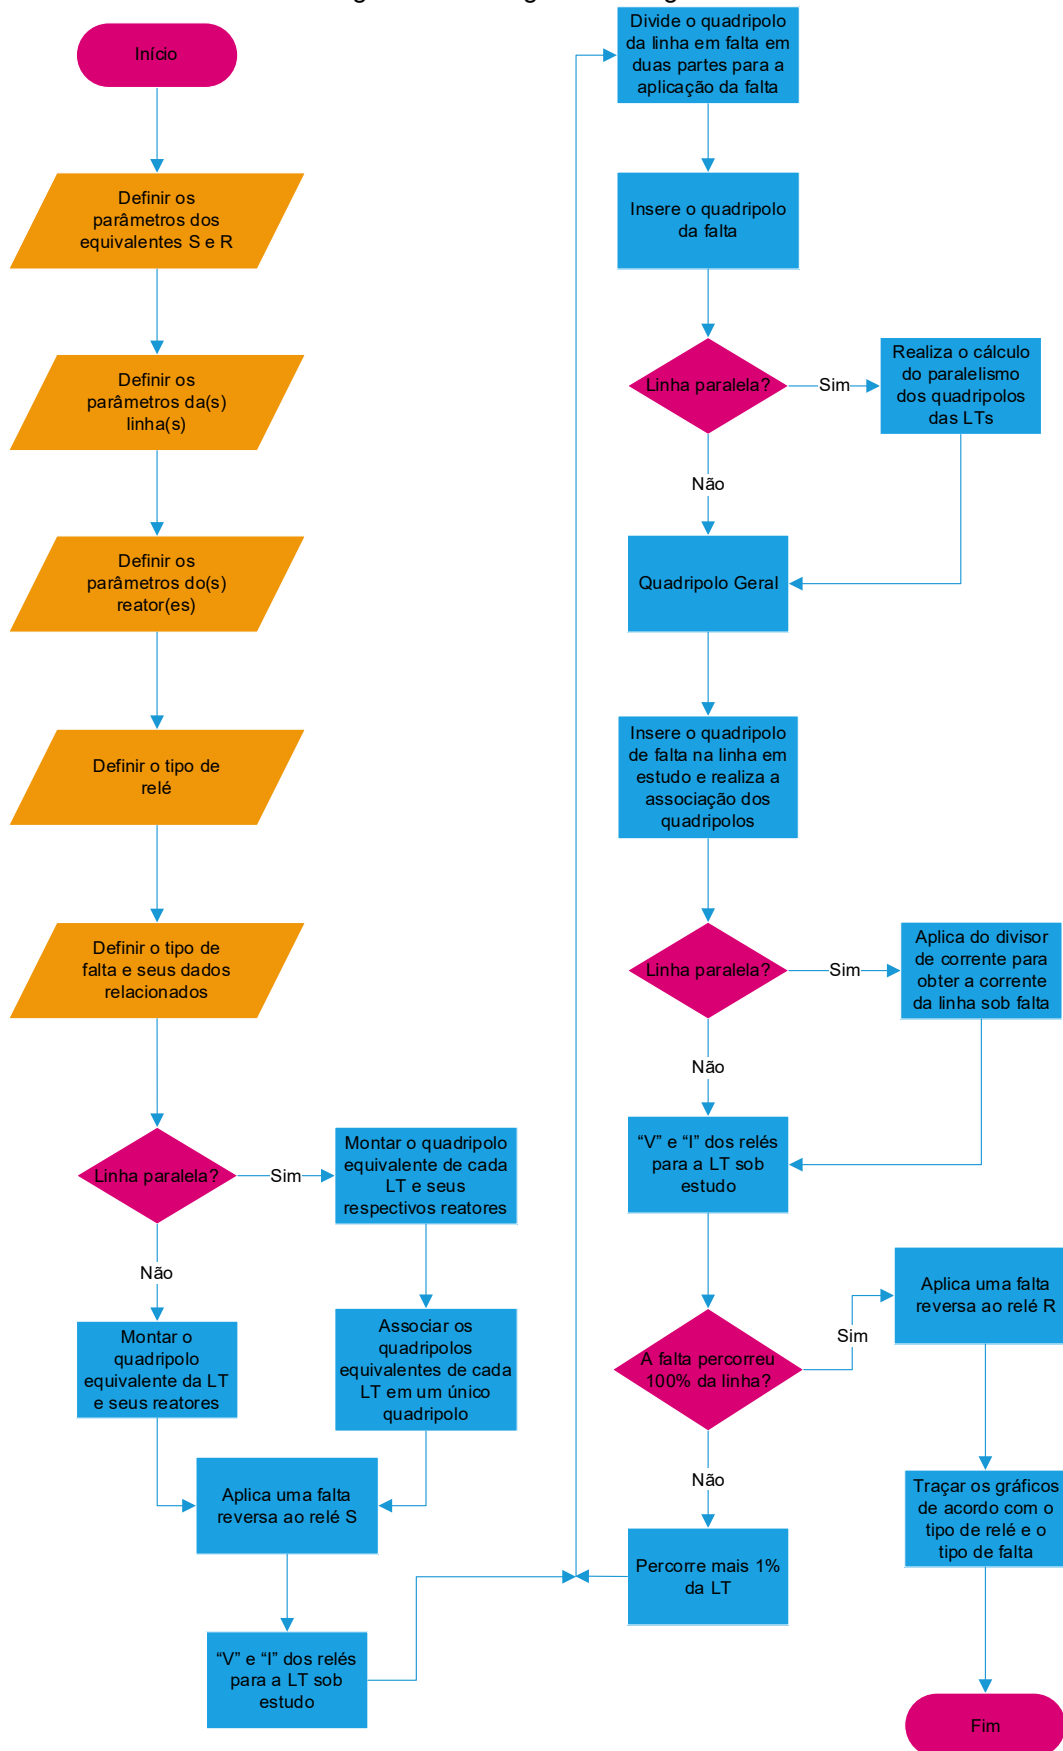 Início
Definir os
parâmetros dos
equivalentes S e R
Definir os
parâmetros da(s)
linha(s)
Definir os
parâmetros do(s)
reator(es)
Definir o tipo de
relé
Definir o tipo de
falta e seus dados
relacionados
Linha paralela?
Sim
Montar o quadripolo
equivalente de cada
LT e seus
respectivos reatores
Não
Montar o
quadripolo
equivalente da LT
e seus reatores
Associar os
quadripolos
equivalentes de cada
LT em um único
quadripolo
Aplica uma falta
reversa ao relé S
“V” e “I” dos relés
para a LT sob
estudo
Divide o quadripolo
da linha em falta em
duas partes para a
aplicação da falta
Insere o quadripolo
da falta
Linha paralela?
Sim
Realiza o cálculo
do paralelismo
dos quadripolos
das LTs
Não
Quadripolo Geral
Insere o quadripolo
de falta na linha em
estudo e realiza a
associação dos
quadripolos
Linha paralela?
Sim
Aplica do divisor
de corrente para
obter a corrente
da linha sob falta
Não
“V” e “I” dos relés
para a LT sob
estudo
A falta percorreu
100% da linha?
Sim
Aplica uma falta
reversa ao relé R
Não
Percorre mais 1%
da LT
Traçar os gráficos
de acordo com o
tipo de relé e o
tipo de falta
Fim